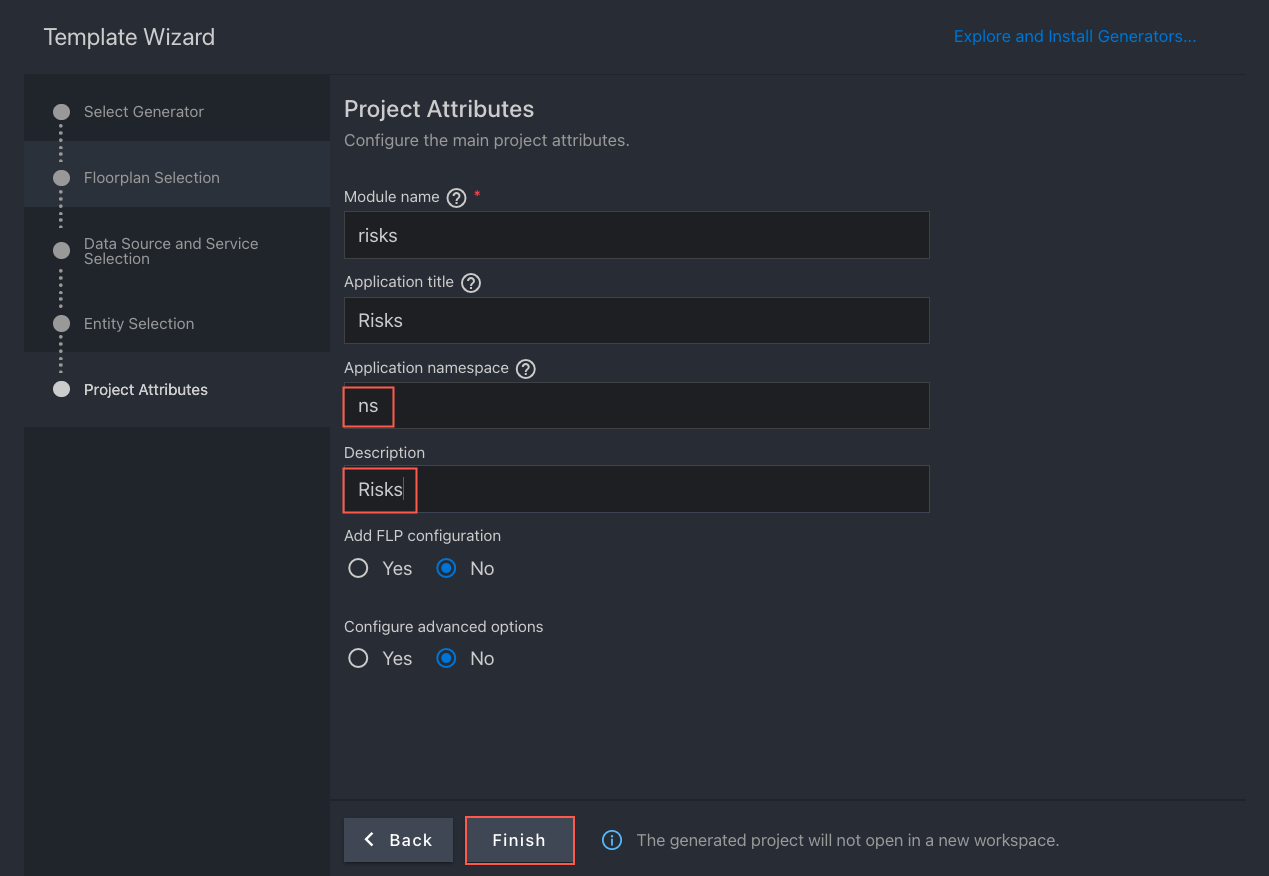 Template Wizard
Explore and Install Generators...
Select Generator
Floorplan Selection
Data Source and Service
Selection
Entity Selection
Project Attributes
Project Attributes
Configure the main project attributes.
Module name ? *
risks
Application title ?
Risks
Application namespace ?
ns
Description
Risks
Add FLP configuration
Yes No
Configure advanced options
Yes No
Back Finish i The generated project will not open in a new workspace.